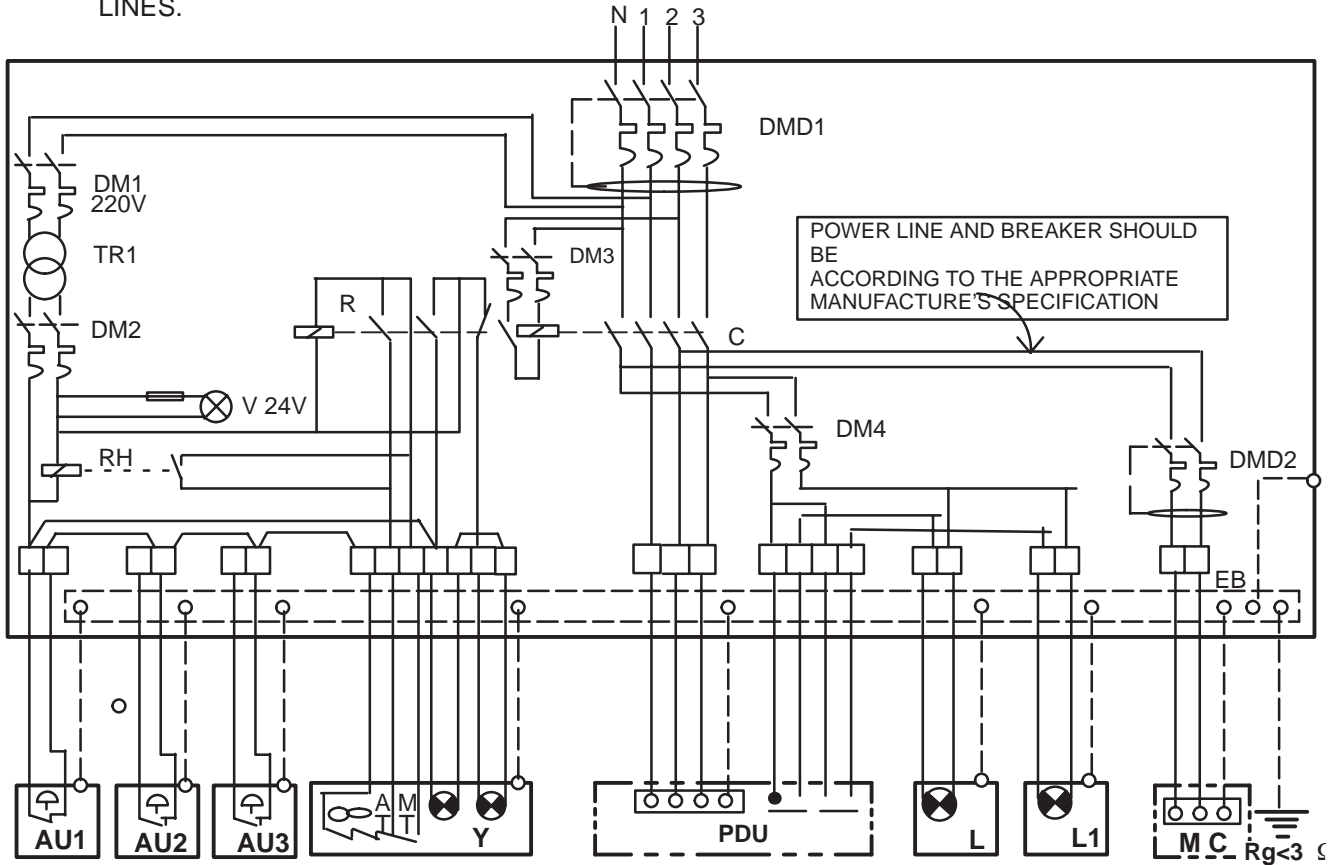 LINES.
N 1 2 3
DMD1
DM1
220V
TR1
DM2
DM3
POWER LINE AND BREAKER SHOULD
BE
ACCORDING TO THE APPROPRIATE
MANUFACTURE'S SPECIFICATION
R
C
V 24V
DM4
RH
DMD2
EB
A M
AU1
AU2
AU3
Y
PDU
L
L1
M C
Rg<3 Ω